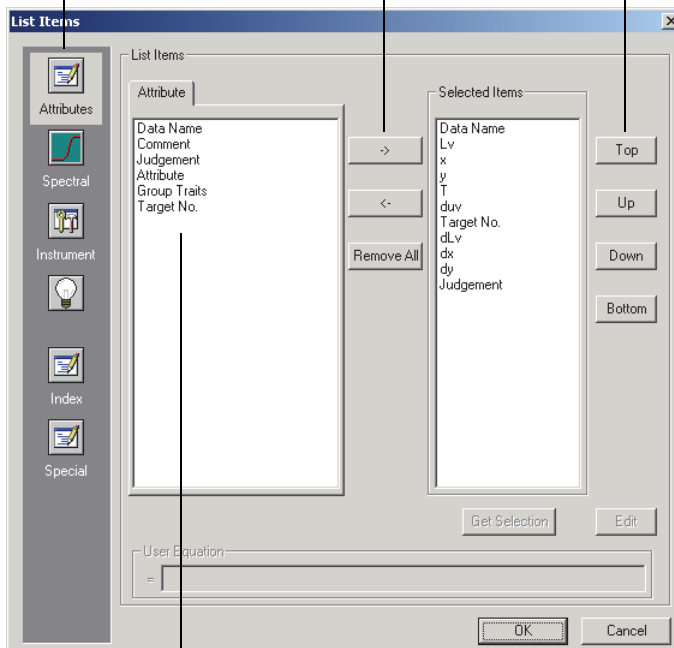 List Items
Attributes
Spectral
Instrument
Index
Special
List Items
Attribute
Data Name
Comment
Judgement
Attribute
Group Traits
Target No.
->
<-
Remove All
Selected Items
Data Name
Lv
x
y
T
duv
Target No.
dLv
dx
dy
Judgement
Top
Up
Down
Bottom
Get Selection
Edit
User Equation
=
OK
Cancel